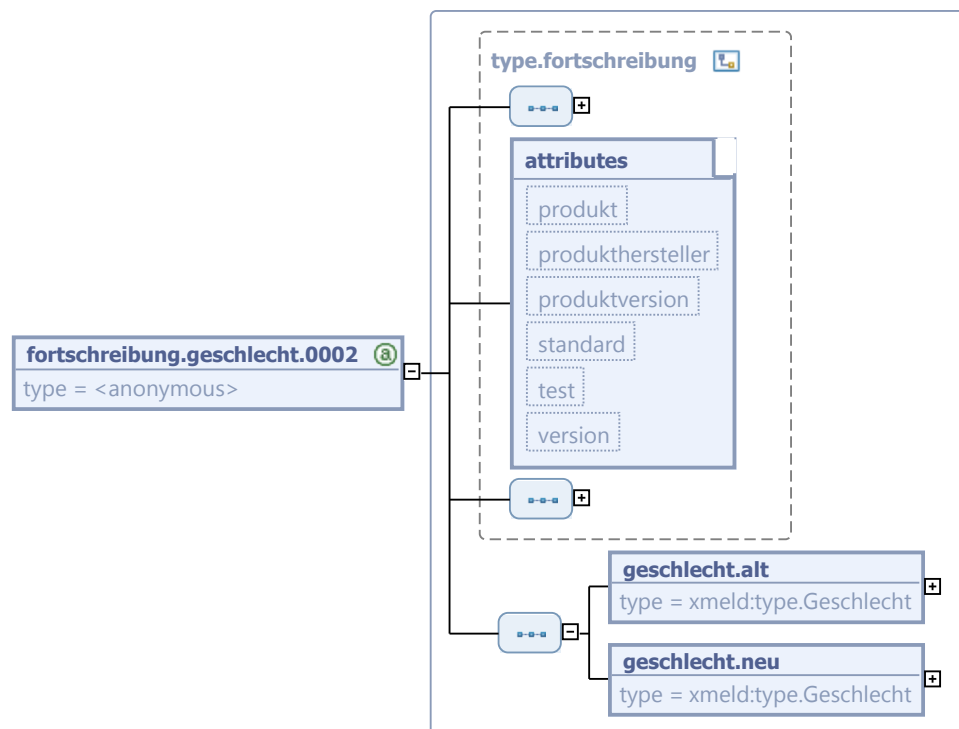 type.fortschreibung
attributes
produkt
produkthersteller
produktversion
standard
test
version
fortschreibung.geschlecht.0002 a
type = <anonymous>
geschlecht.alt
type = xmeld:type.Geschlecht
geschlecht.neu
type = xmeld:type.Geschlecht